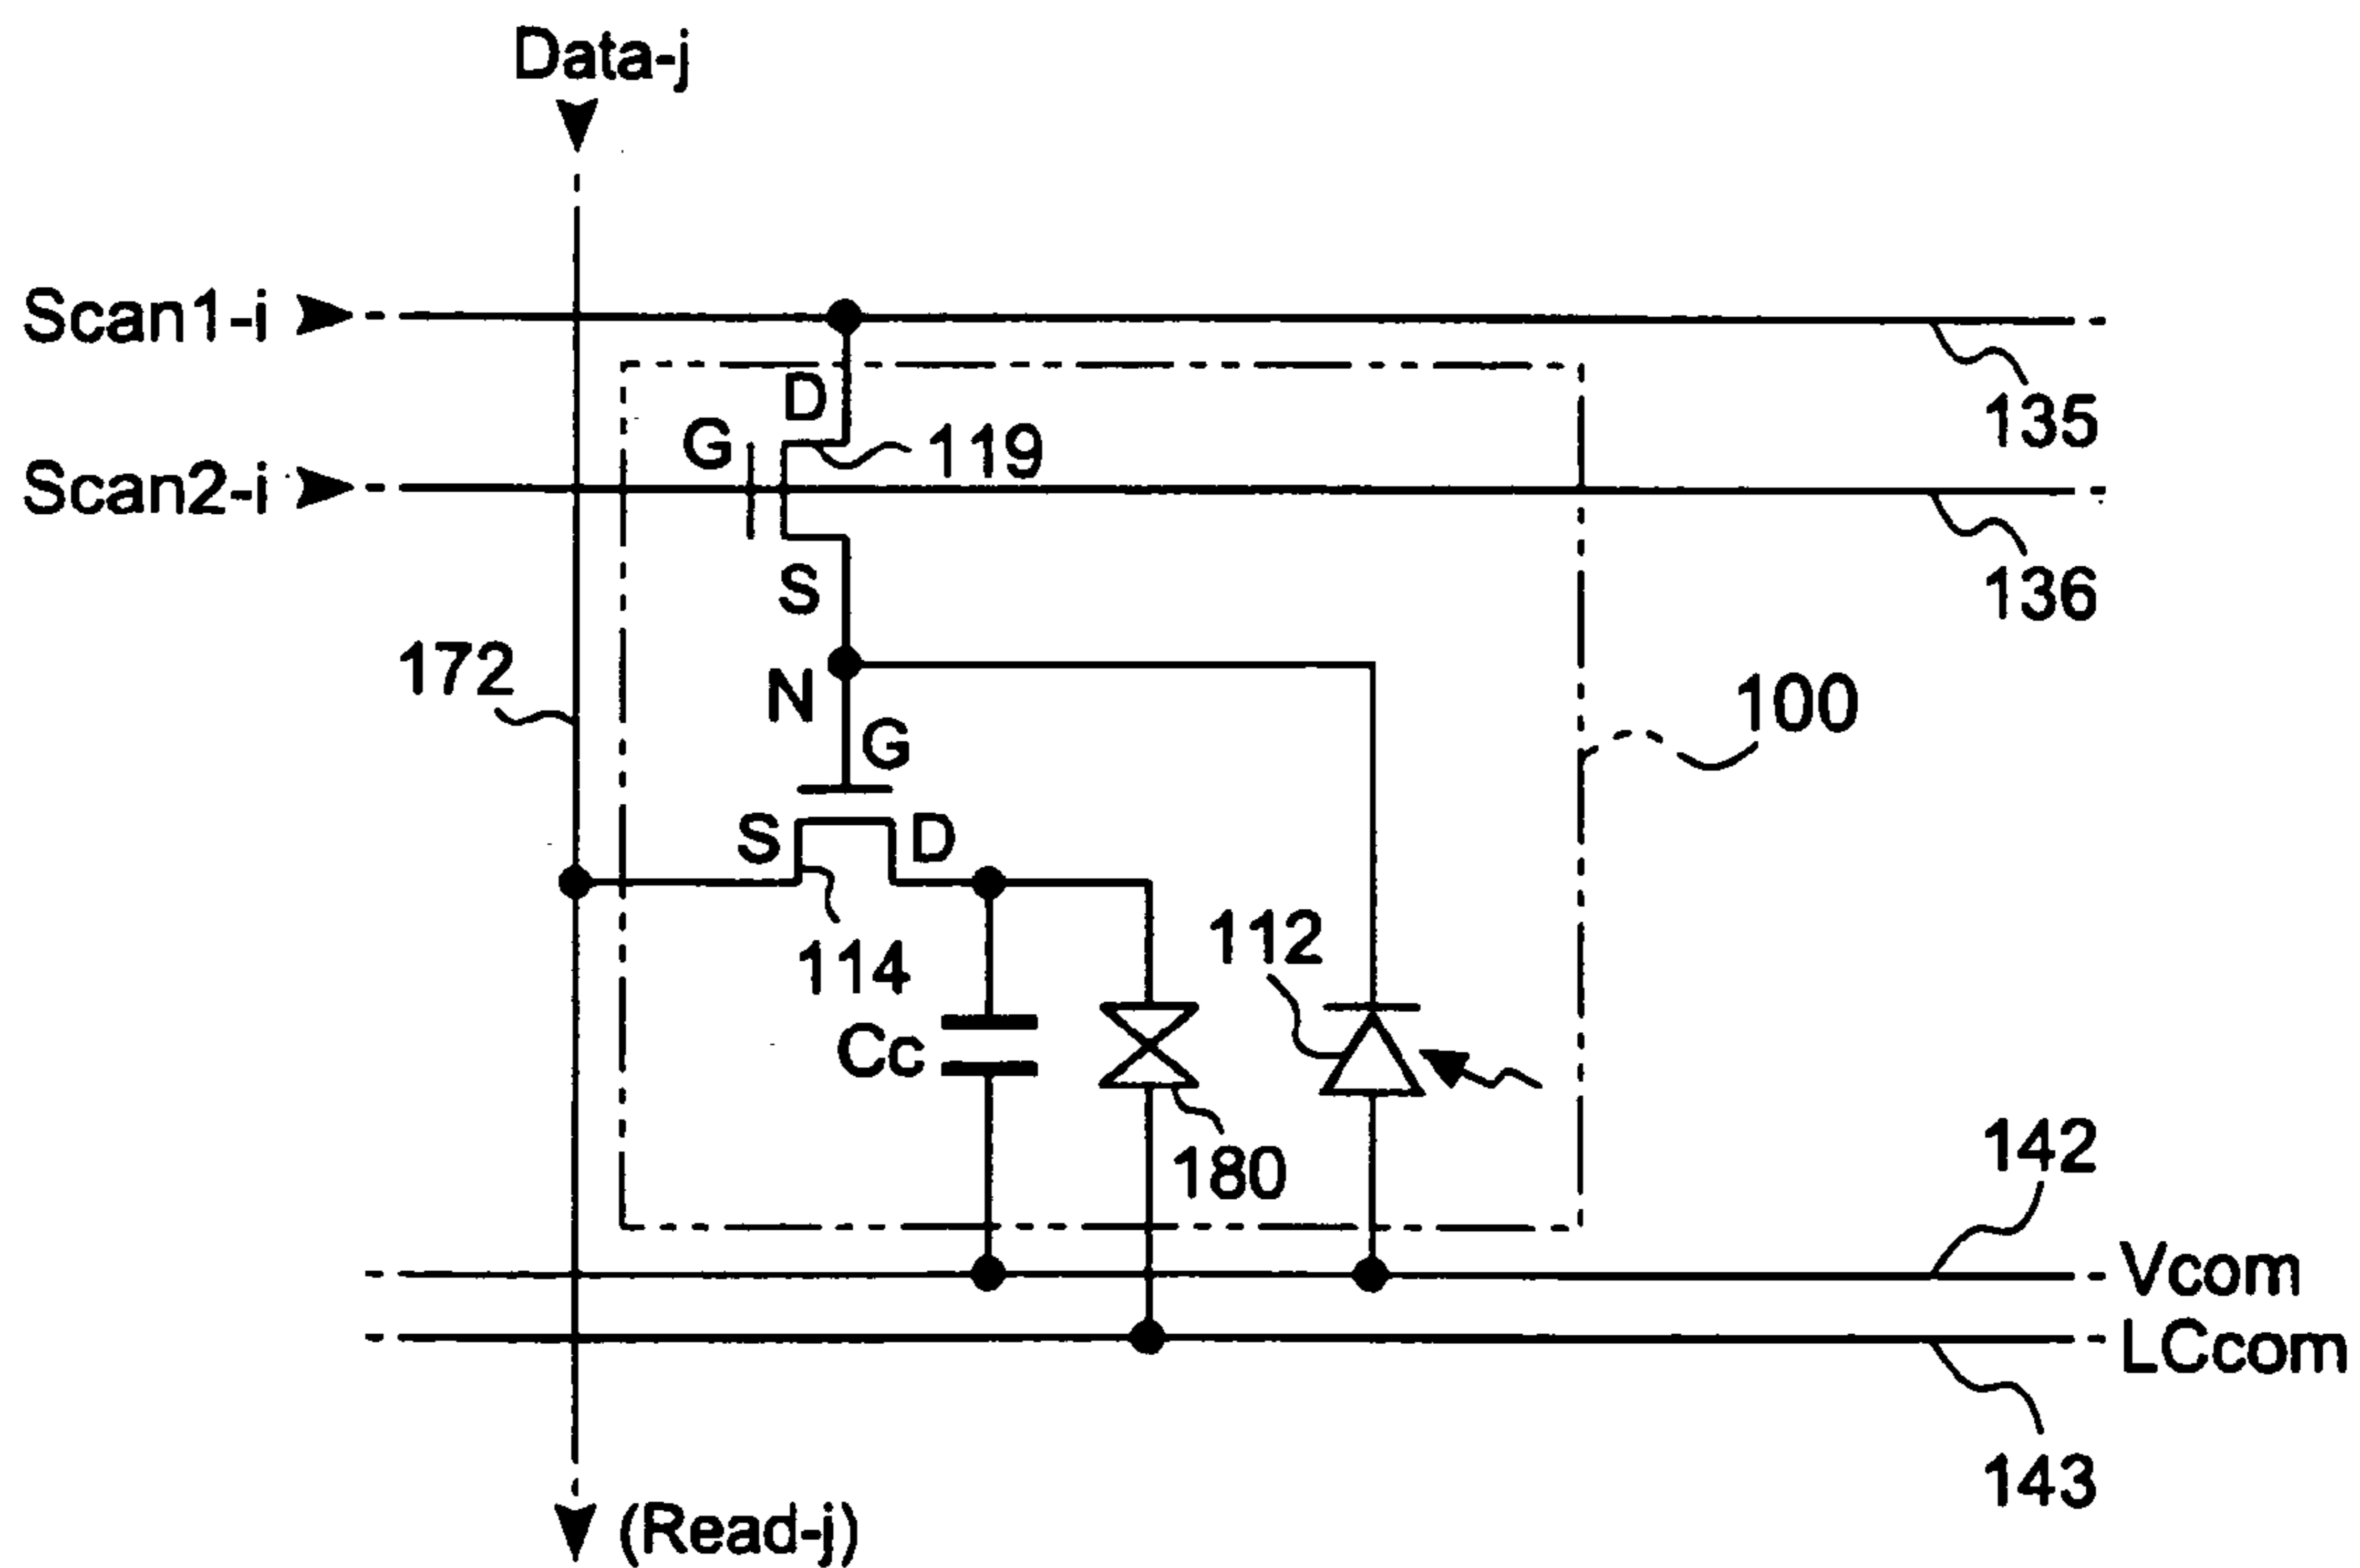 Data-j
Scan1-i
D
135
G
119
Scan2-i
136
S
172
N
100
G
S
D
114
112
Cc
180
142
Vcom
LCcom
143
(Read-j)